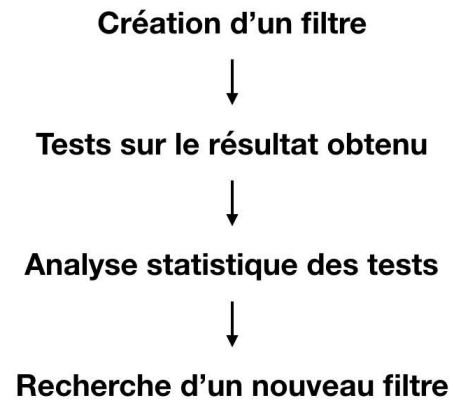 Création d’un filtre
Tests sur le résultat obtenu
Analyse statistique des tests
Recherche d’un nouveau filtre